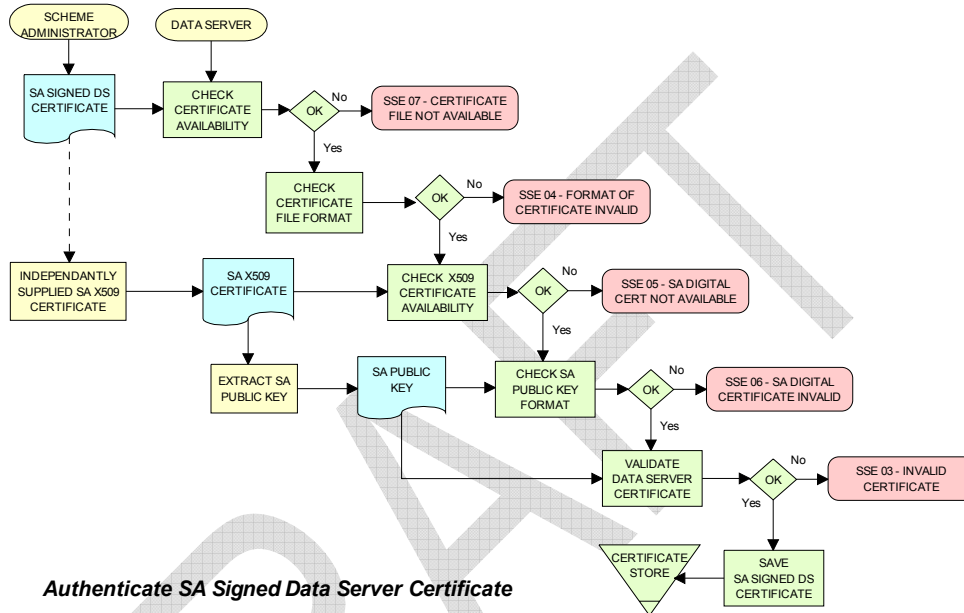 SCHEME
ADMINISTRATOR
DATA SERVER
SA SIGNED DS
CERTIFICATE
CHECK
CERTIFICATE
AVAILABILITY
OK
No
Yes
SSE 07 - CERTIFICATE
FILE NOT AVAILABLE
CHECK
CERTIFICATE
FILE FORMAT
OK
No
Yes
SSE 04 - FORMAT OF
CERTIFICATE INVALID
INDEPENDANTLY
SUPPLIED SA X509
CERTIFICATE
SA X509
CERTIFICATE
CHECK X509
CERTIFICATE
AVAILABILITY
OK
No
Yes
SSE 05 - SA DIGITAL
CERT NOT AVAILABLE
EXTRACT SA
PUBLIC KEY
SA PUBLIC
KEY
CHECK SA
PUBLIC KEY
FORMAT
OK
No
Yes
SSE 06 - SA DIGITAL
CERTIFICATE INVALID
VALIDATE
DATA SERVER
CERTIFICATE
OK
No
Yes
SSE 03 - INVALID
CERTIFICATE
CERTIFICATE
STORE
SAVE
SA SIGNED DS
CERTIFICATE
Authenticate SA Signed Data Server Certificate
DRAFT